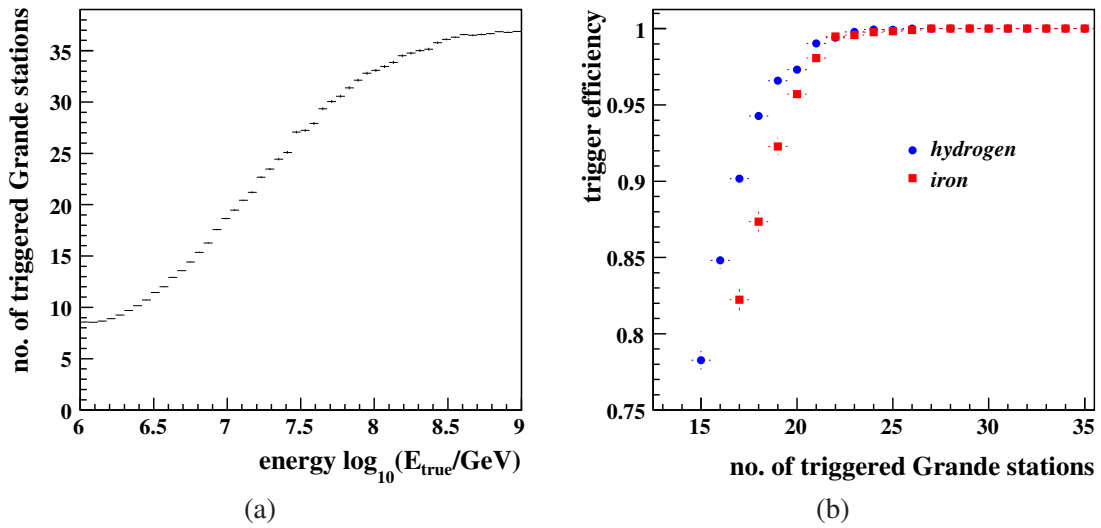 no. of triggered Grande stations
35
30
25
20
15
10
5
0
6 6.5 7 7.5 8 8.5 9
energy log10(Etrue/GeV)
(a)
trigger efficiency
1
0.95
0.9
0.85
0.8
0.75
hydrogen
iron
15 20 25 30 35
no. of triggered Grande stations
(b)